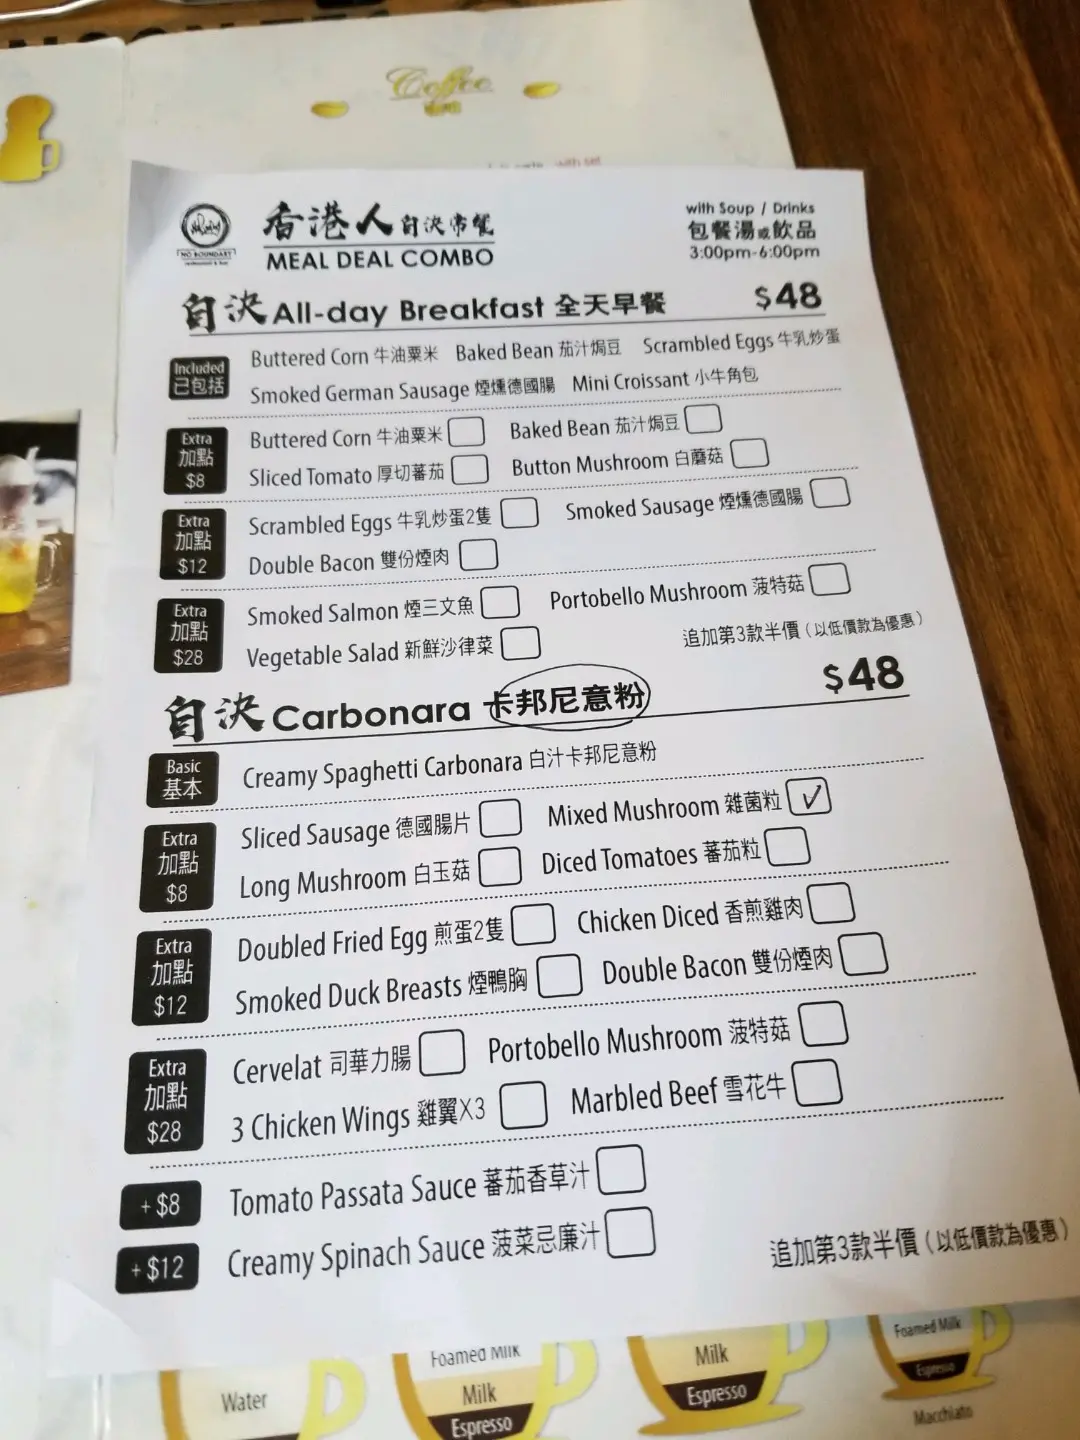 Coffee
with set
NO BOUNDARY
香港人自決常餐
MEAL DEAL COMBO
with Soup / Drinks
包餐湯或飲品
3:00pm-6:00pm
自決 All-day Breakfast 全天早餐 $48
Included 已包括
Buttered Corn 牛油粟米 Baked Bean 茄汁焗豆 Scrambled Eggs 牛乳炒蛋
Smoked German Sausage 煙燻德國腸 Mini Croissant 小牛角包
Extra 加點 $8
Buttered Corn 牛油粟米 Baked Bean 茄汁焗豆
Sliced Tomato 厚切蕃茄 Button Mushroom 白蘑菇
Extra 加點 $12
Scrambled Eggs 牛乳炒蛋2隻 Smoked Sausage 煙燻德國腸
Double Bacon 雙份煙肉
Extra 加點 $28
Smoked Salmon 煙三文魚 Portobello Mushroom 菠特菇
Vegetable Salad 新鮮沙律菜
追加第3款半價（以低價款為優惠）
自決 Carbonara 卡邦尼意粉 $48
Basic 基本
Creamy Spaghetti Carbonara 白汁卡邦尼意粉
Extra 加點 $8
Sliced Sausage 德國腸片 Mixed Mushroom 雜菌粒 ✓
Long Mushroom 白玉菇 Diced Tomatoes 蕃茄粒
Extra 加點 $12
Doubled Fried Egg 煎蛋2隻 Chicken Diced 香煎雞肉
Smoked Duck Breasts 煙鴨胸 Double Bacon 雙份煙肉
Extra 加點 $28
Cervelat 司華力腸 Portobello Mushroom 菠特菇
3 Chicken Wings 雞翼X3 Marbled Beef 雪花牛
+ $8 Tomato Passata Sauce 蕃茄香草汁
+ $12 Creamy Spinach Sauce 菠菜忌廉汁
追加第3款半價（以低價款為優惠）
Water
Foamed Milk
Milk
Espresso
Milk
Espresso
Foamed Milk
Espresso
Macchiato